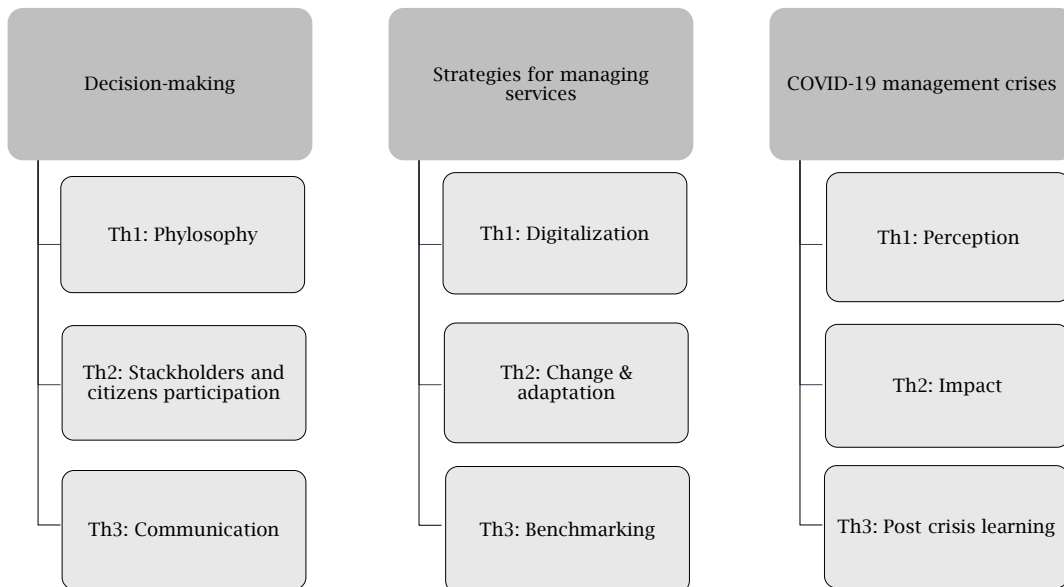 Decision-making
Th1: Phylosophy
Th2: Stackholders and
citizens participation
Th3: Communication
Strategies for managing
services
Th1: Digitalization
Th2: Change &
adaptation
Th3: Benchmarking
COVID-19 management crises
Th1: Perception
Th2: Impact
Th3: Post crisis learning